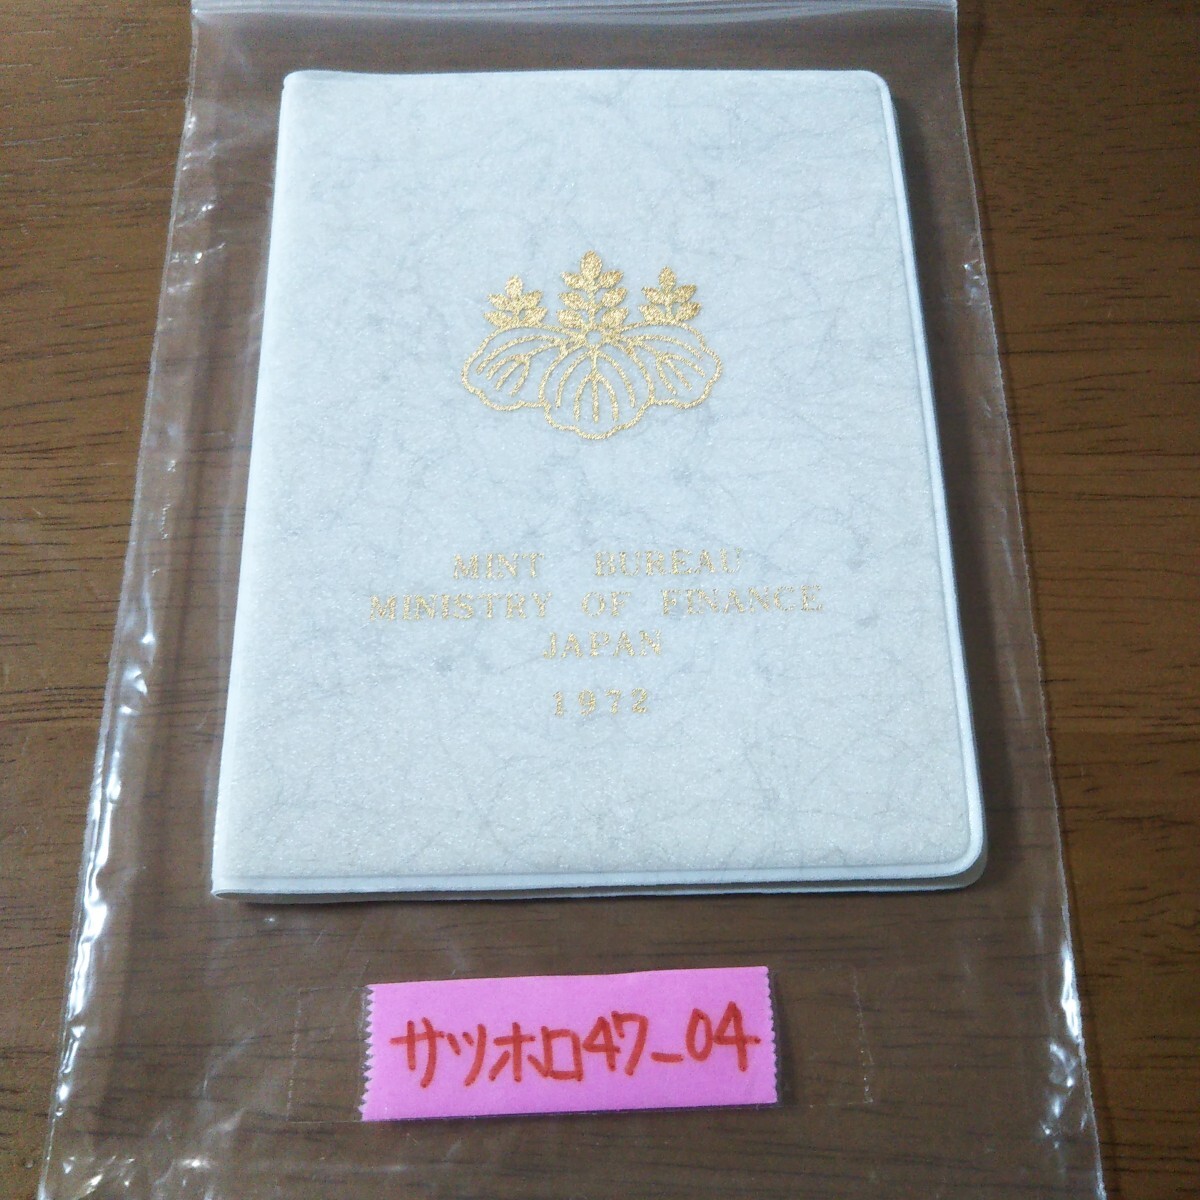 MINT BUREAU
MINISTRY OF FINANCE
JAPAN
1972
サツホロ47_04